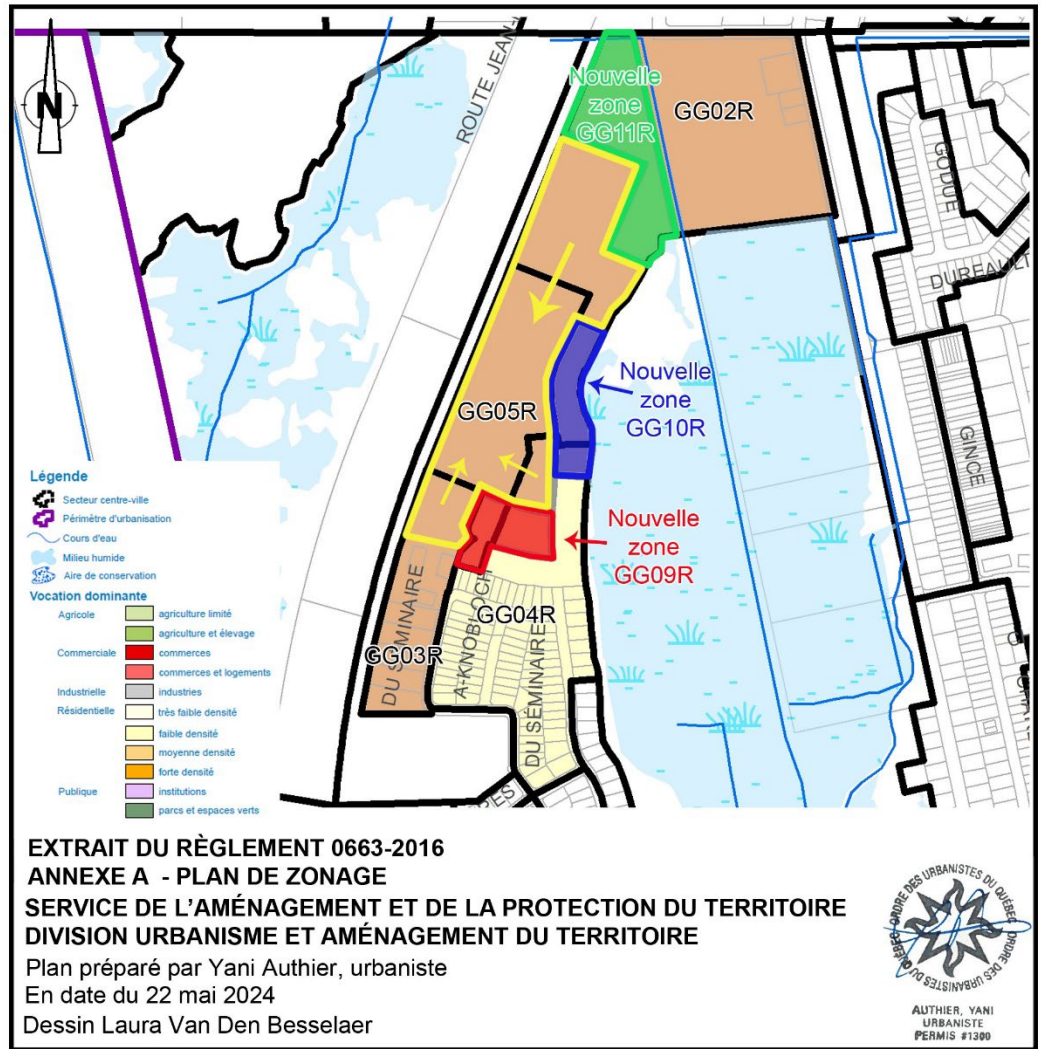 N
ROUTE JEAN-
Nouvelle
zone
GG11R
GG02R
GODUE
DUREAULT
GINCE
Nouvelle
zone
GG10R
GG05R
Nouvelle
zone
GG09R
GG04R
GG03R
DU SÉMINAIRE
A-KNOBLOCH
DU SÉMINAIRE
Légende
Secteur centre-ville
Périmètre d'urbanisation
Cours d'eau
Milieu humide
Aire de conservation
Vocation dominante
Agricole agriculture limité
agriculture et élevage
Commerciale commerces
commerces et logements
Industrielle industries
Résidentielle très faible densité
faible densité
moyenne densité
forte densité
Publique institutions
parcs et espaces verts
EXTRAIT DU RÈGLEMENT 0663-2016
ANNEXE A - PLAN DE ZONAGE
SERVICE DE L'AMÉNAGEMENT ET DE LA PROTECTION DU TERRITOIRE
DIVISION URBANISME ET AMÉNAGEMENT DU TERRITOIRE
Plan préparé par Yani Authier, urbaniste
En date du 22 mai 2024
Dessin Laura Van Den Besselaer
ORDRE DES URBANISTES DU QUÉBEC
ORDRE DES URBANISTES DU QUÉBEC
AUTHIER, YANI
URBANISTE
PERMIS #1300